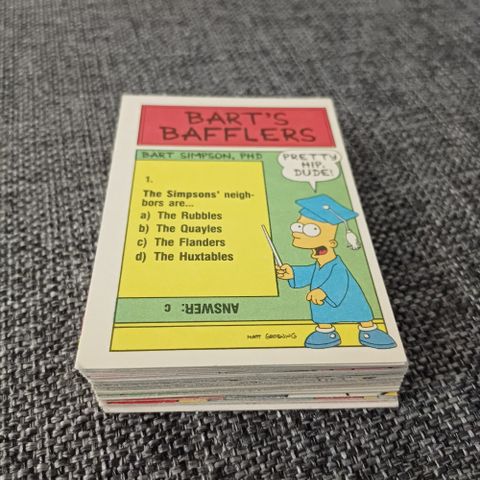 BART'S
BAFFLERS
BART SIMPSON, PHD
PRETTY
HIP,
DUDE!
1.
The Simpsons' neigh-
bors are...
a) The Rubbles
b) The Quayles
c) The Flanders
d) The Huxtables
ANSWER: C
MATT GROENING